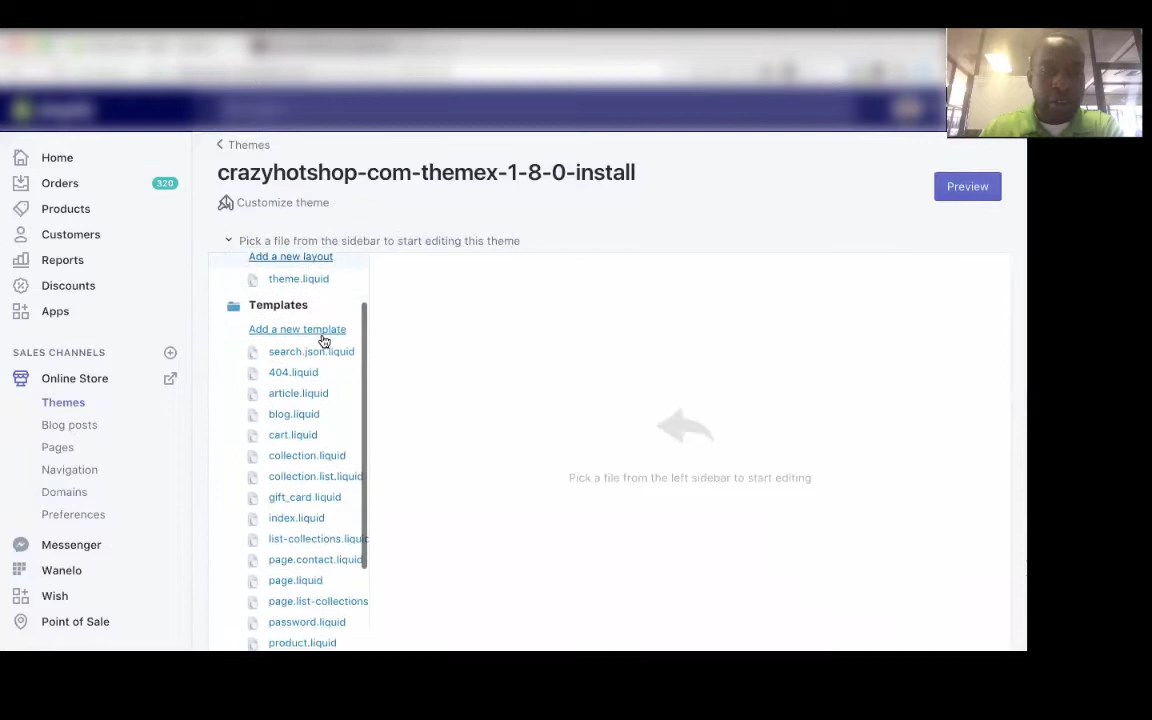 Home
Orders 320
Products
Customers
Reports
Discounts
Apps
SALES CHANNELS
Online Store
Themes
Blog posts
Pages
Navigation
Domains
Preferences
Messenger
Wanelo
Wish
Point of Sale
Themes
crazyhotshop-com-themex-1-8-0-install
Customize theme
Preview
Pick a file from the sidebar to start editing this theme
Add a new layout
theme.liquid
Templates
Add a new template
search.json.liquid
404.liquid
article.liquid
blog.liquid
cart.liquid
collection.liquid
collection.list.liquid
gift_card.liquid
index.liquid
list-collections.liquid
page.contact.liquid
page.liquid
page.list-collections
password.liquid
product.liquid
Pick a file from the left sidebar to start editing